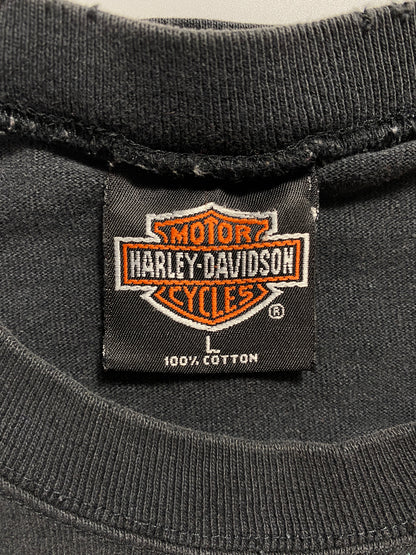 MOTOR
HARLEY-DAVIDSON
CYCLES
®
L
100% COTTON